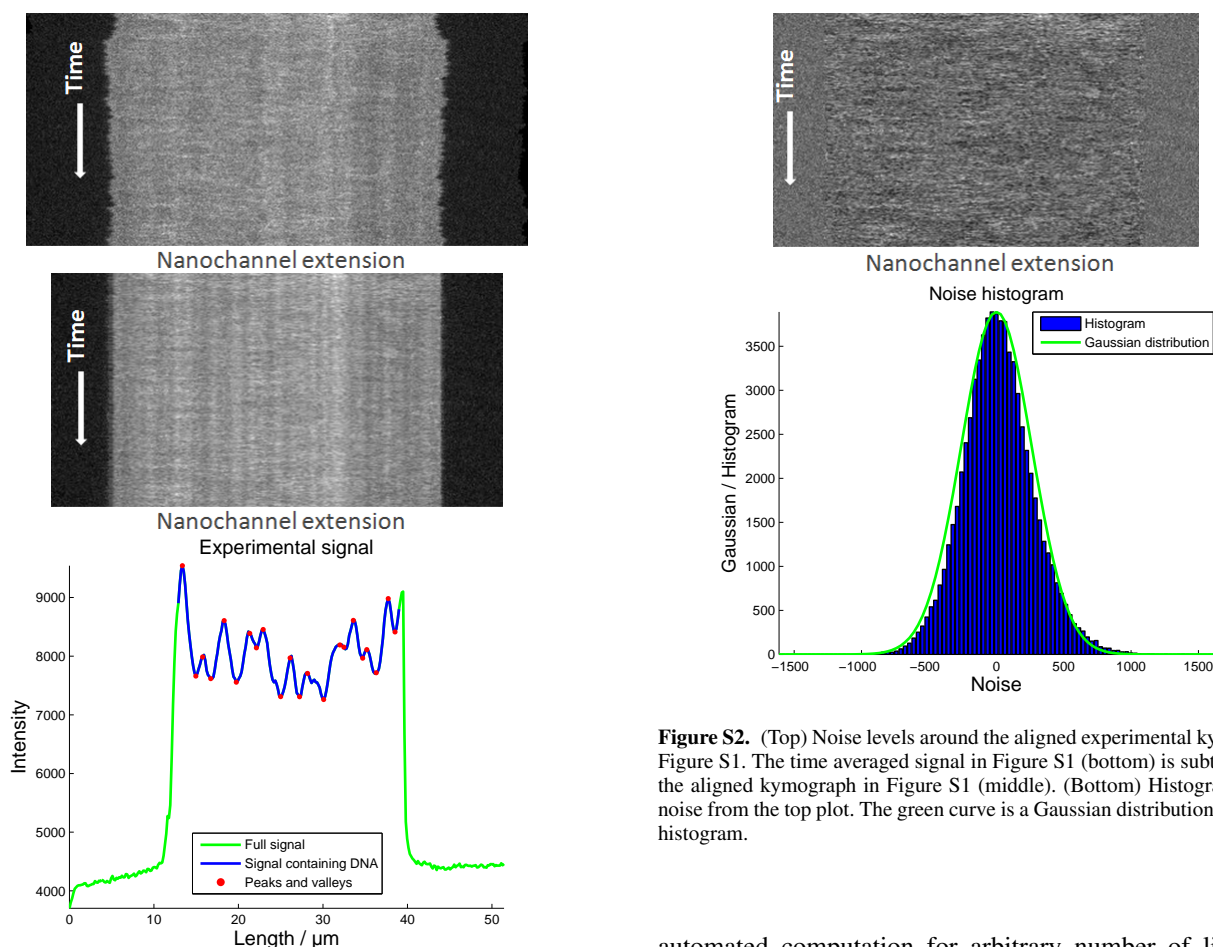 Time
Nanochannel extension
Time
Nanochannel extension
Experimental signal
Intensity
9000
8000
7000
6000
5000
4000
Full signal
Signal containing DNA
Peaks and valleys
0 10 20 30 40 50
Length / μm
Time
Nanochannel extension
Noise histogram
Gaussian / Histogram
3500
3000
2500
2000
1500
1000
500
0
Histogram
Gaussian distribution
−1500 −1000 −500 0 500 1000 1500
Noise
Figure S2. (Top) Noise levels around the aligned experimental ky
Figure S1. The time averaged signal in Figure S1 (bottom) is subt
the aligned kymograph in Figure S1 (middle). (Bottom) Histogra
noise from the top plot. The green curve is a Gaussian distribution
histogram.
automated computation for arbitrary number of li